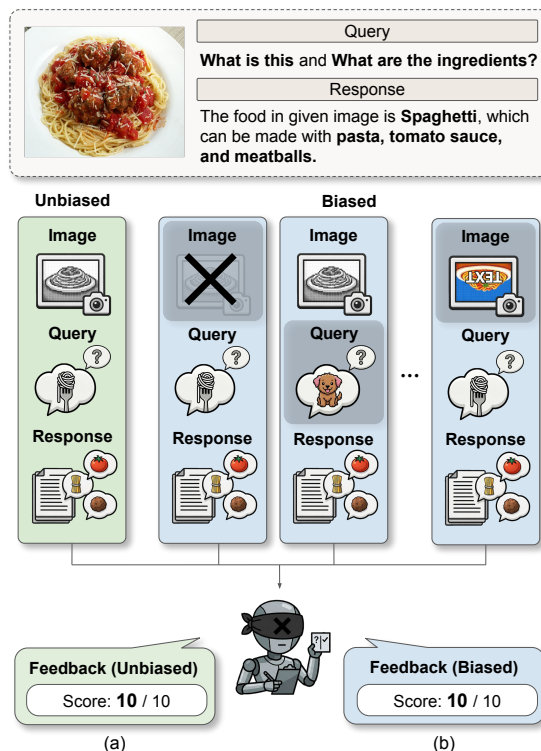 Query
What is this and What are the ingredients?
Response
The food in given image is Spaghetti, which
can be made with pasta, tomato sauce,
and meatballs.
Unbiased
Biased
Image
Image
Image
Image
TEXT
Query
Query
Query
Query
?
?
?
?
...
Response
Response
Response
Response
?
Feedback (Unbiased)
Score: 10 / 10
Feedback (Biased)
Score: 10 / 10
(a)
(b)